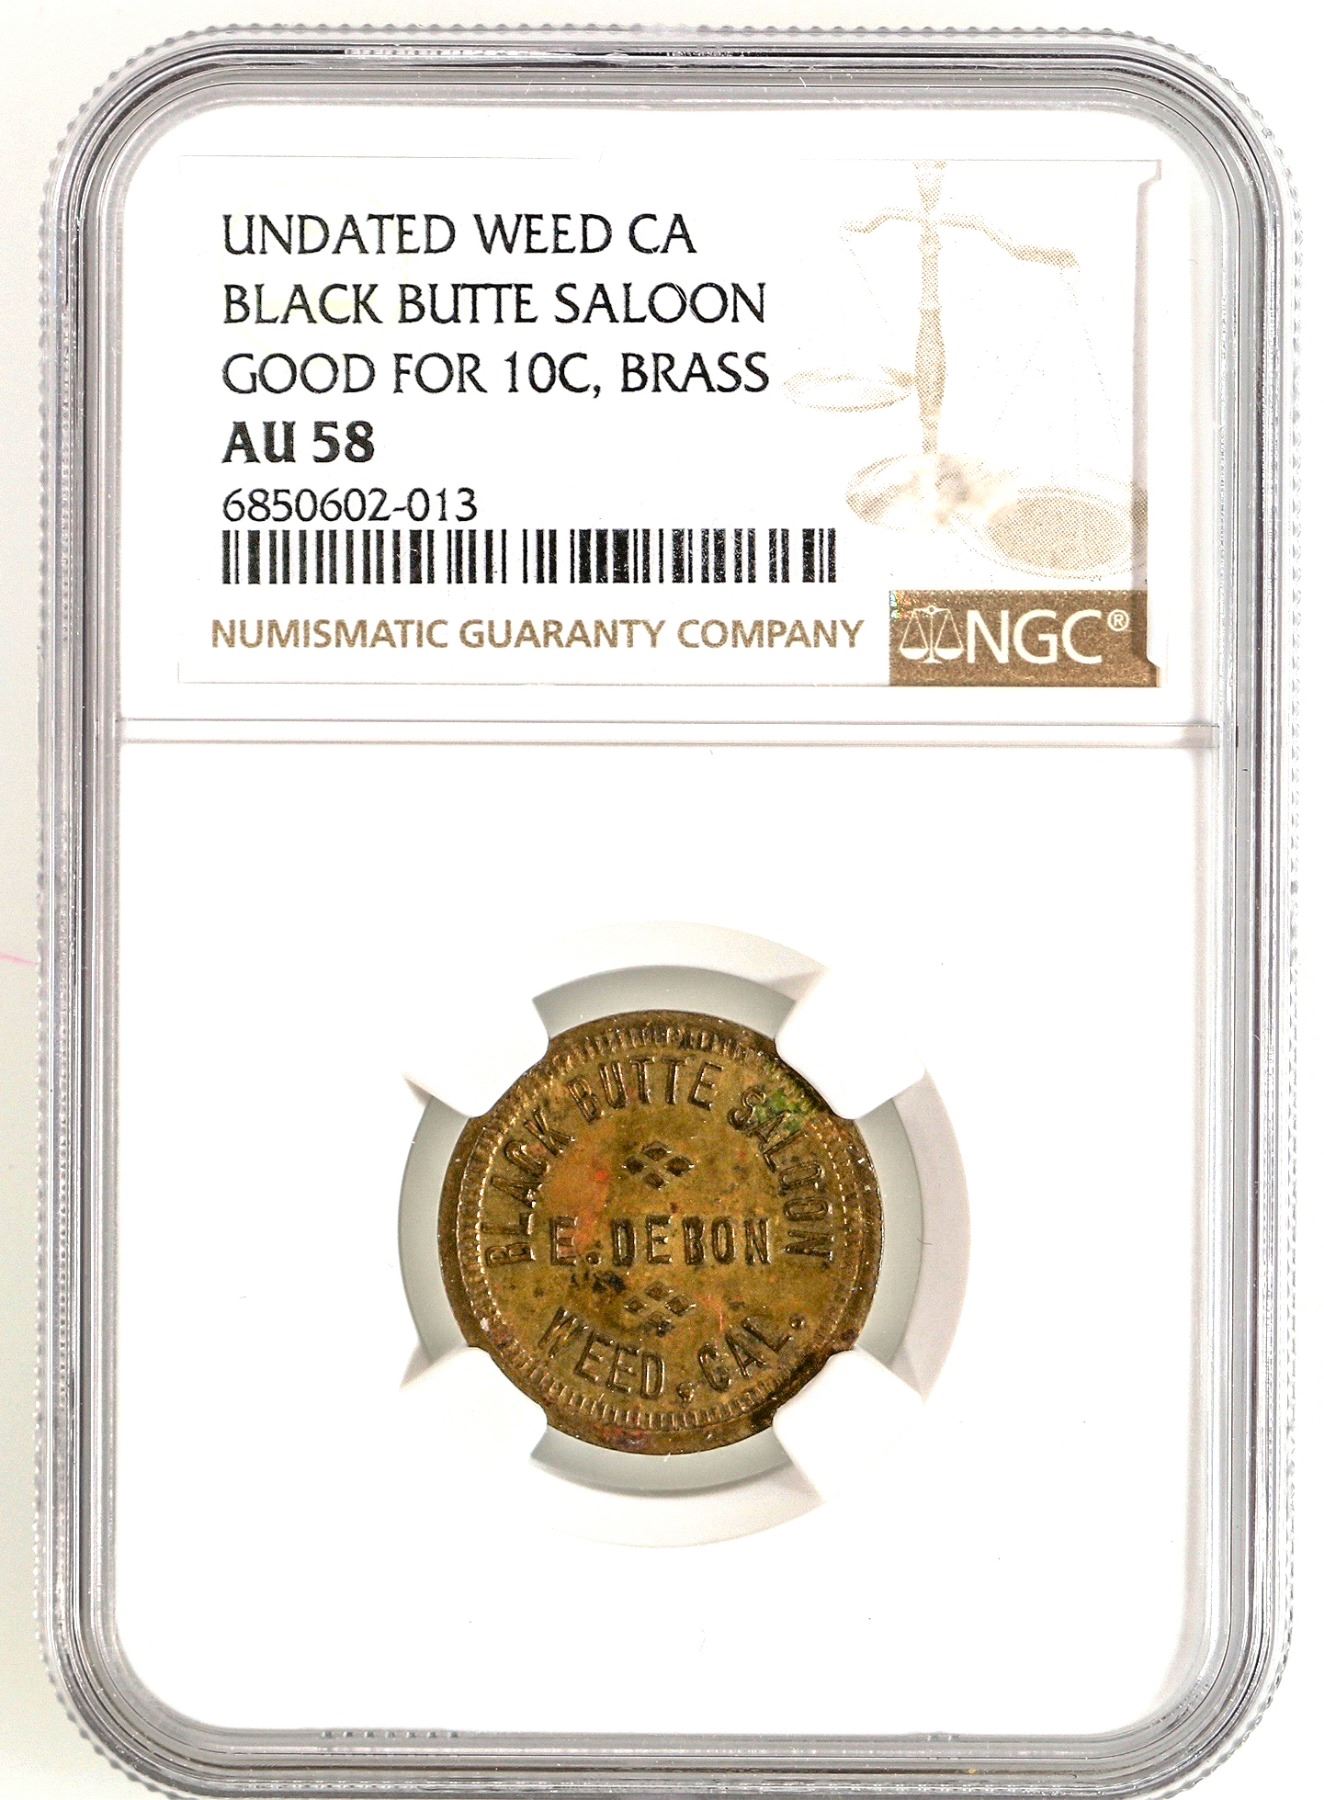 UNDATED WEED CA
BLACK BUTTE SALOON
GOOD FOR 10C, BRASS
AU 58
6850602-013
NUMISMATIC GUARANTY COMPANY
NGC®
BLACK BUTTE SALOON
E. DEBON
WEED, CAL.